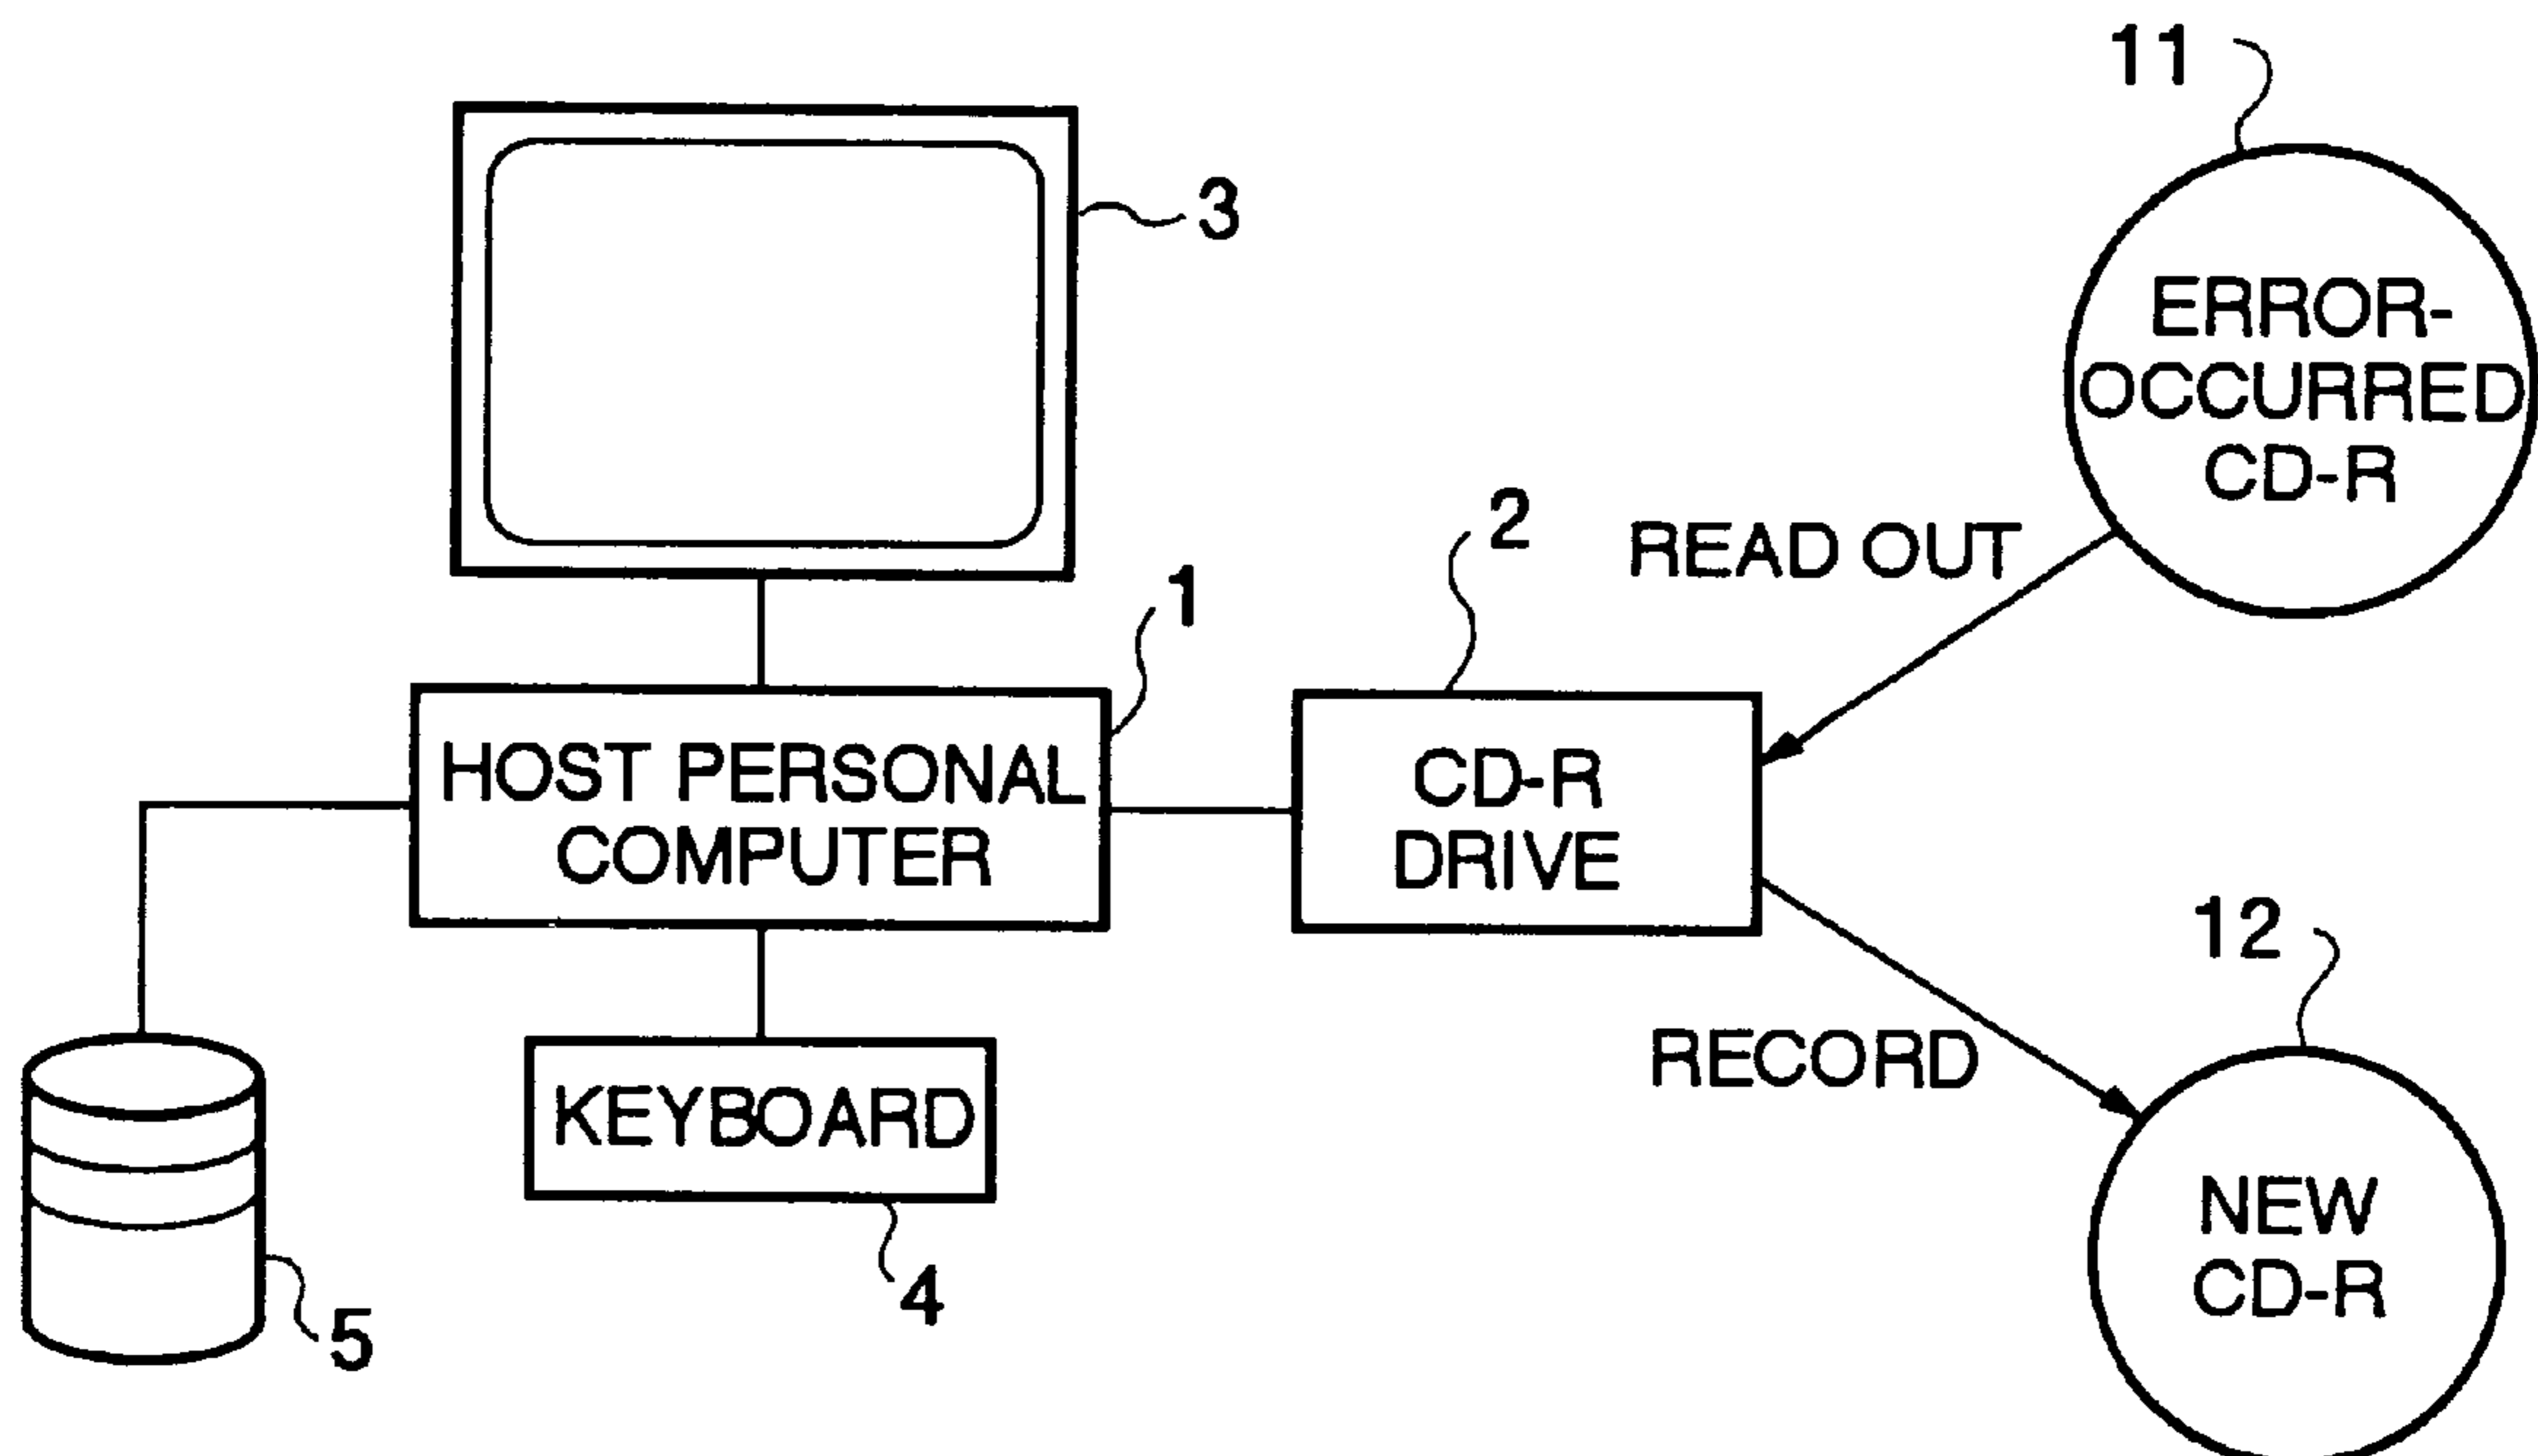 11
3
ERROR-
OCCURRED
CD-R
2
READ OUT
1
HOST PERSONAL
COMPUTER
CD-R
DRIVE
12
RECORD
KEYBOARD
NEW
CD-R
4
5